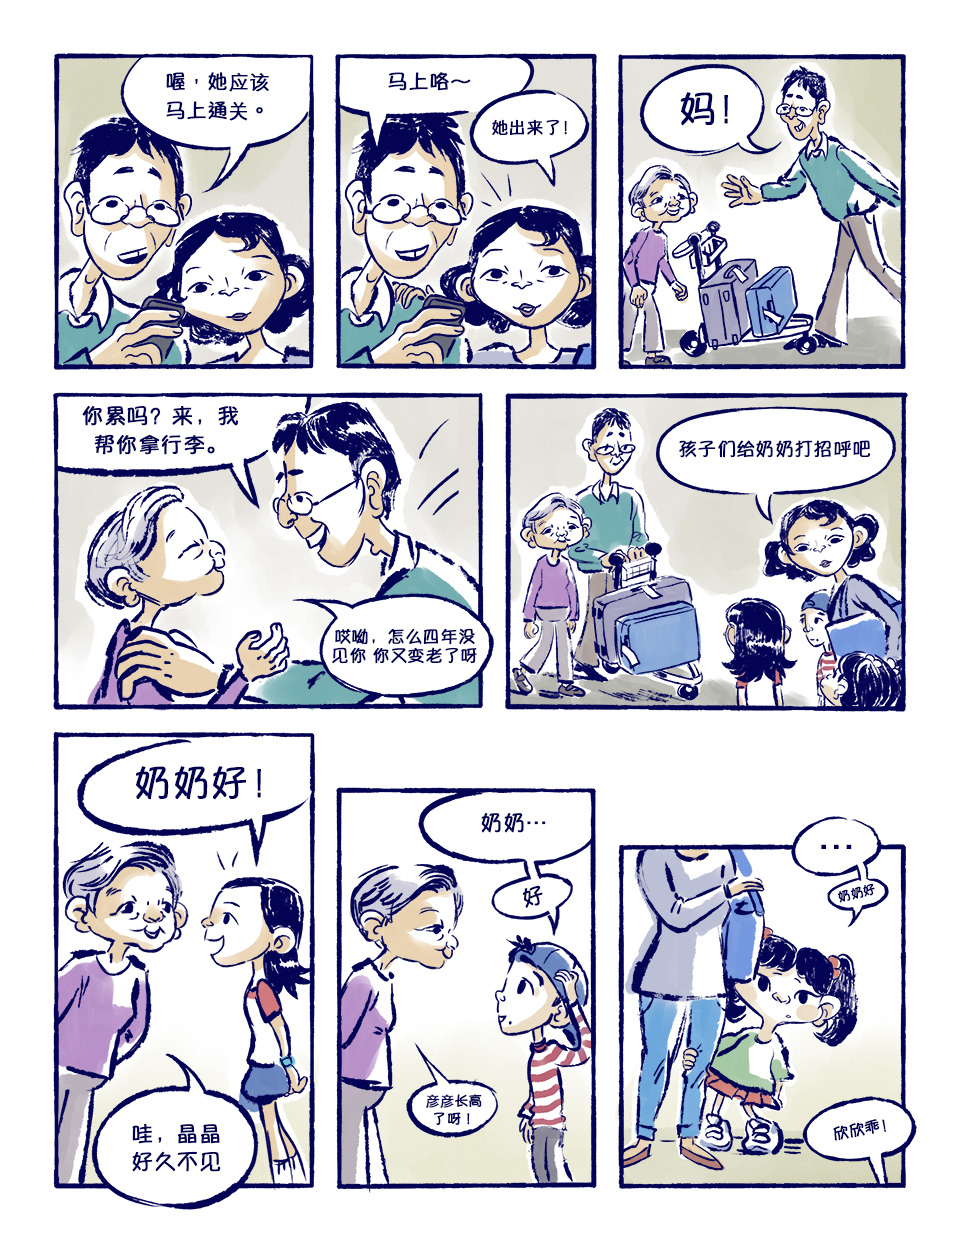 喔，她应该
马上通关。
马上咯～
她出来了!
妈!
你累吗? 来，我
帮你拿行李。
哎呦，怎么四年没
见你 你又变老了呀
孩子们给奶奶打招呼吧
奶奶好!
哇，晶晶
好久不见
奶奶…
好
彦彦长高
了呀!
...
奶奶好
欣欣乖!